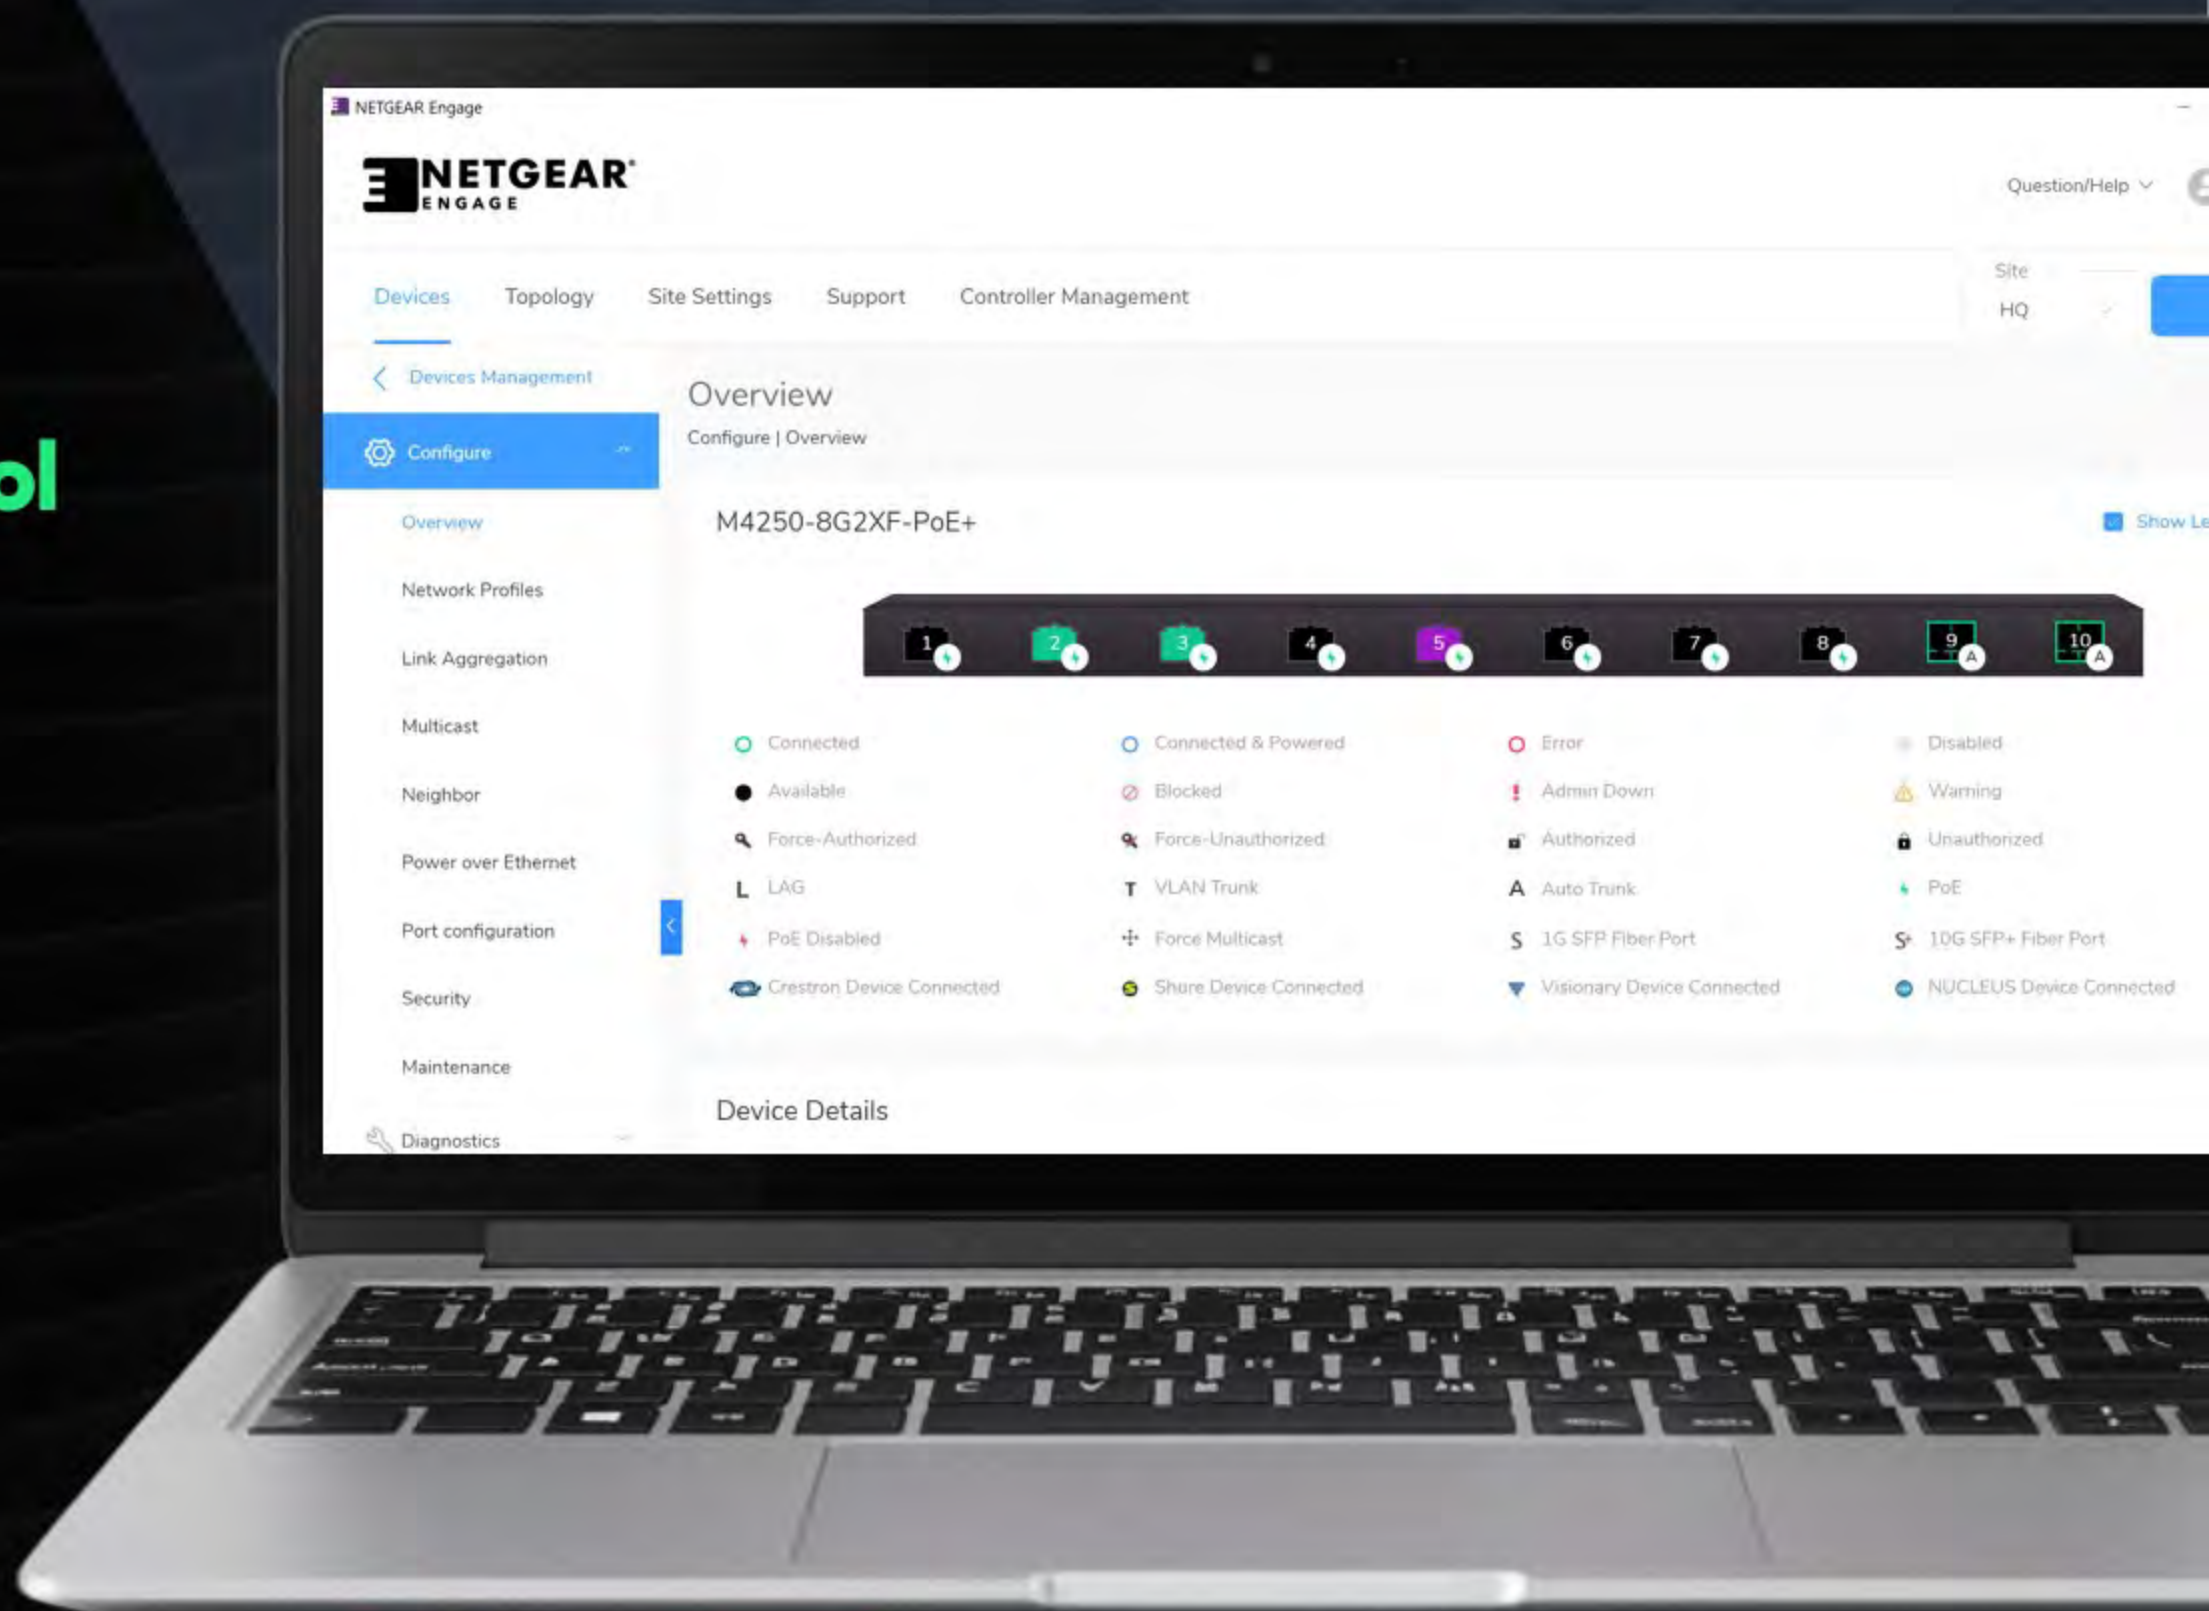 NETGEAR Engage
NETGEAR®
ENGAGE
Question/Help
Devices Topology Site Settings Support Controller Management
Site
HQ
Devices Management
Configure
Overview
Network Profiles
Link Aggregation
Multicast
Neighbor
Power over Ethernet
Port configuration
Security
Maintenance
Diagnostics
ol
Overview
Configure | Overview
M4250-8G2XF-PoE+
Show Le
1 2 3 4 5 6 7 8 9 A 10 A
Connected Connected & Powered Error Disabled
Available Blocked Admin Down Warning
Force-Authorized Force-Unauthorized Authorized Unauthorized
L LAG T VLAN Trunk A Auto Trunk PoE
PoE Disabled Force Multicast S 1G SFP Fiber Port S+ 10G SFP+ Fiber Port
Crestron Device Connected S Shure Device Connected Visionary Device Connected NUCLEUS Device Connected
Device Details